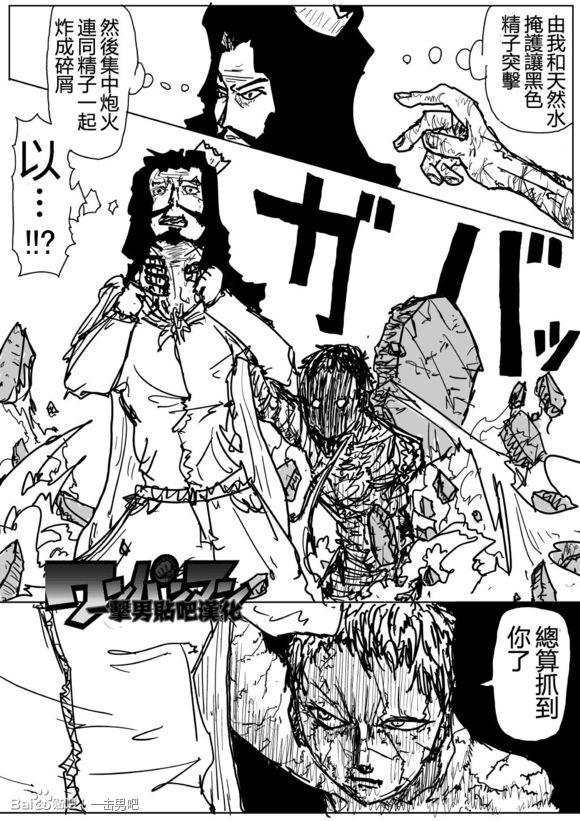 由我和天然水
掩護讓黑色
精子突擊
然後集中炮火
連同精子一起
炸成碎屑
以…
!!?
ガバッ
ワンパンマン
一擊男貼吧漢化
總算抓到
你了
Bai貼吧 一击男吧